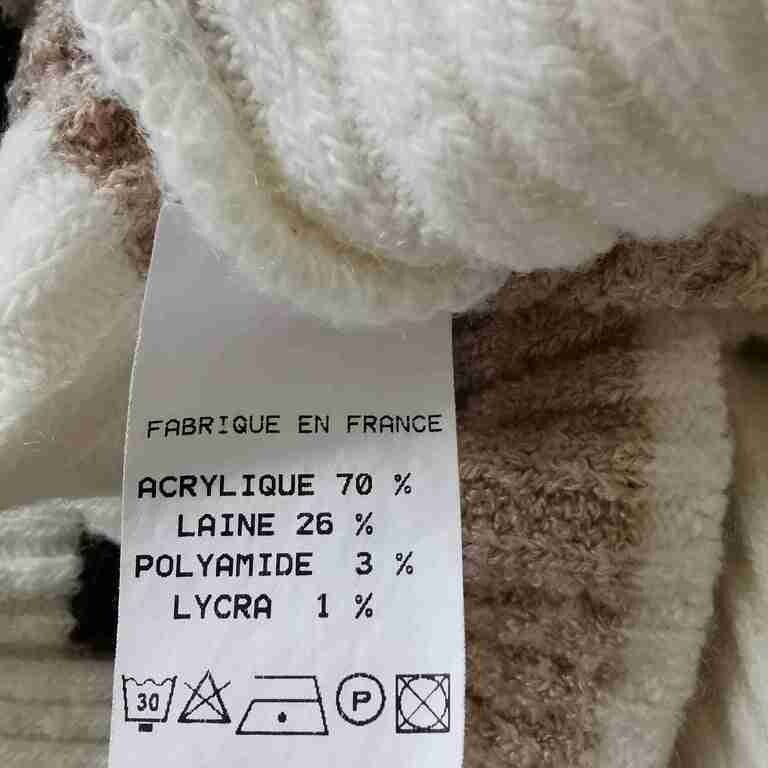 FABRIQUE EN FRANCE
ACRYLIQUE 70 %
LAINE 26 %
POLYAMIDE 3 %
LYCRA 1 %
30 P